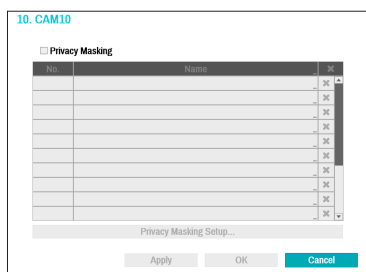 10. CAM10
Privacy Masking
No. Name
Privacy Masking Setup...
Apply OK Cancel